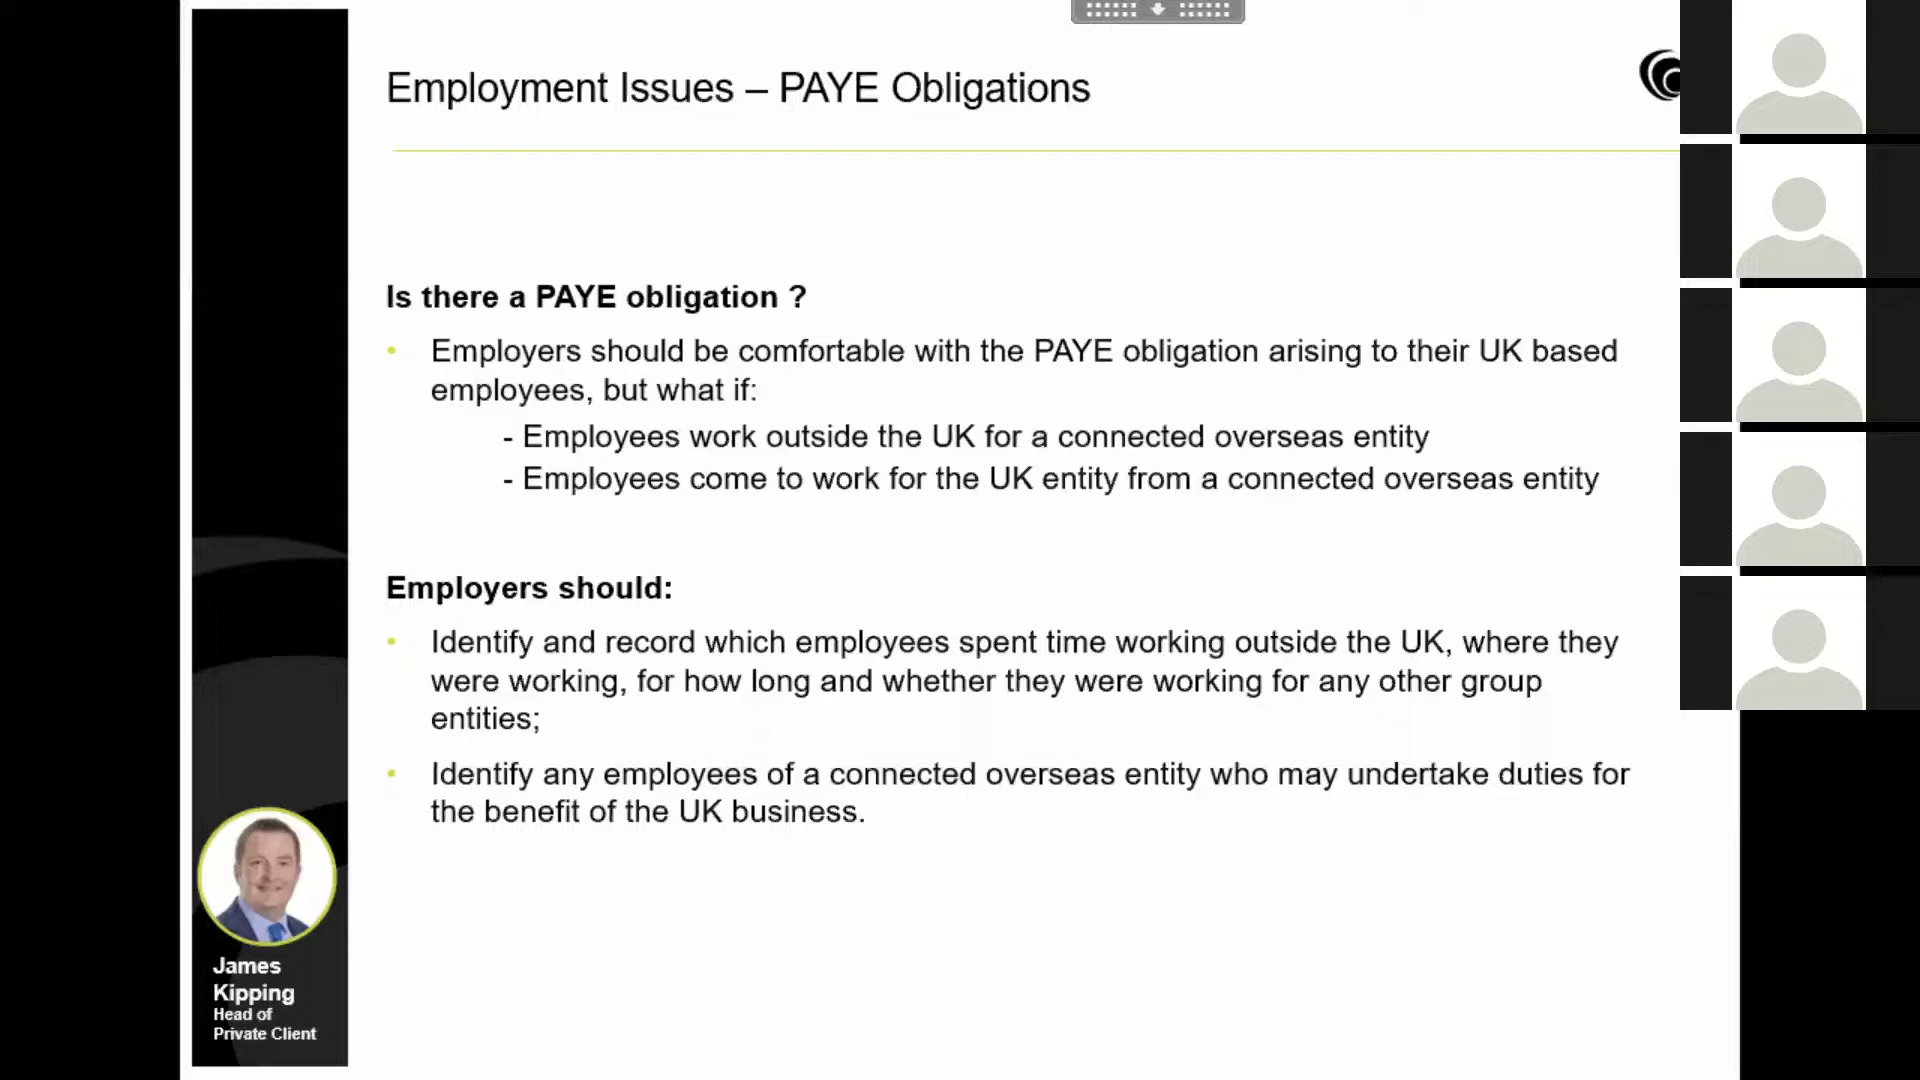 Employment Issues – PAYE Obligations
Is there a PAYE obligation ?
• Employers should be comfortable with the PAYE obligation arising to their UK based
employees, but what if:
- Employees work outside the UK for a connected overseas entity
- Employees come to work for the UK entity from a connected overseas entity
Employers should:
• Identify and record which employees spent time working outside the UK, where they
were working, for how long and whether they were working for any other group
entities;
• Identify any employees of a connected overseas entity who may undertake duties for
the benefit of the UK business.
James
Kipping
Head of
Private Client